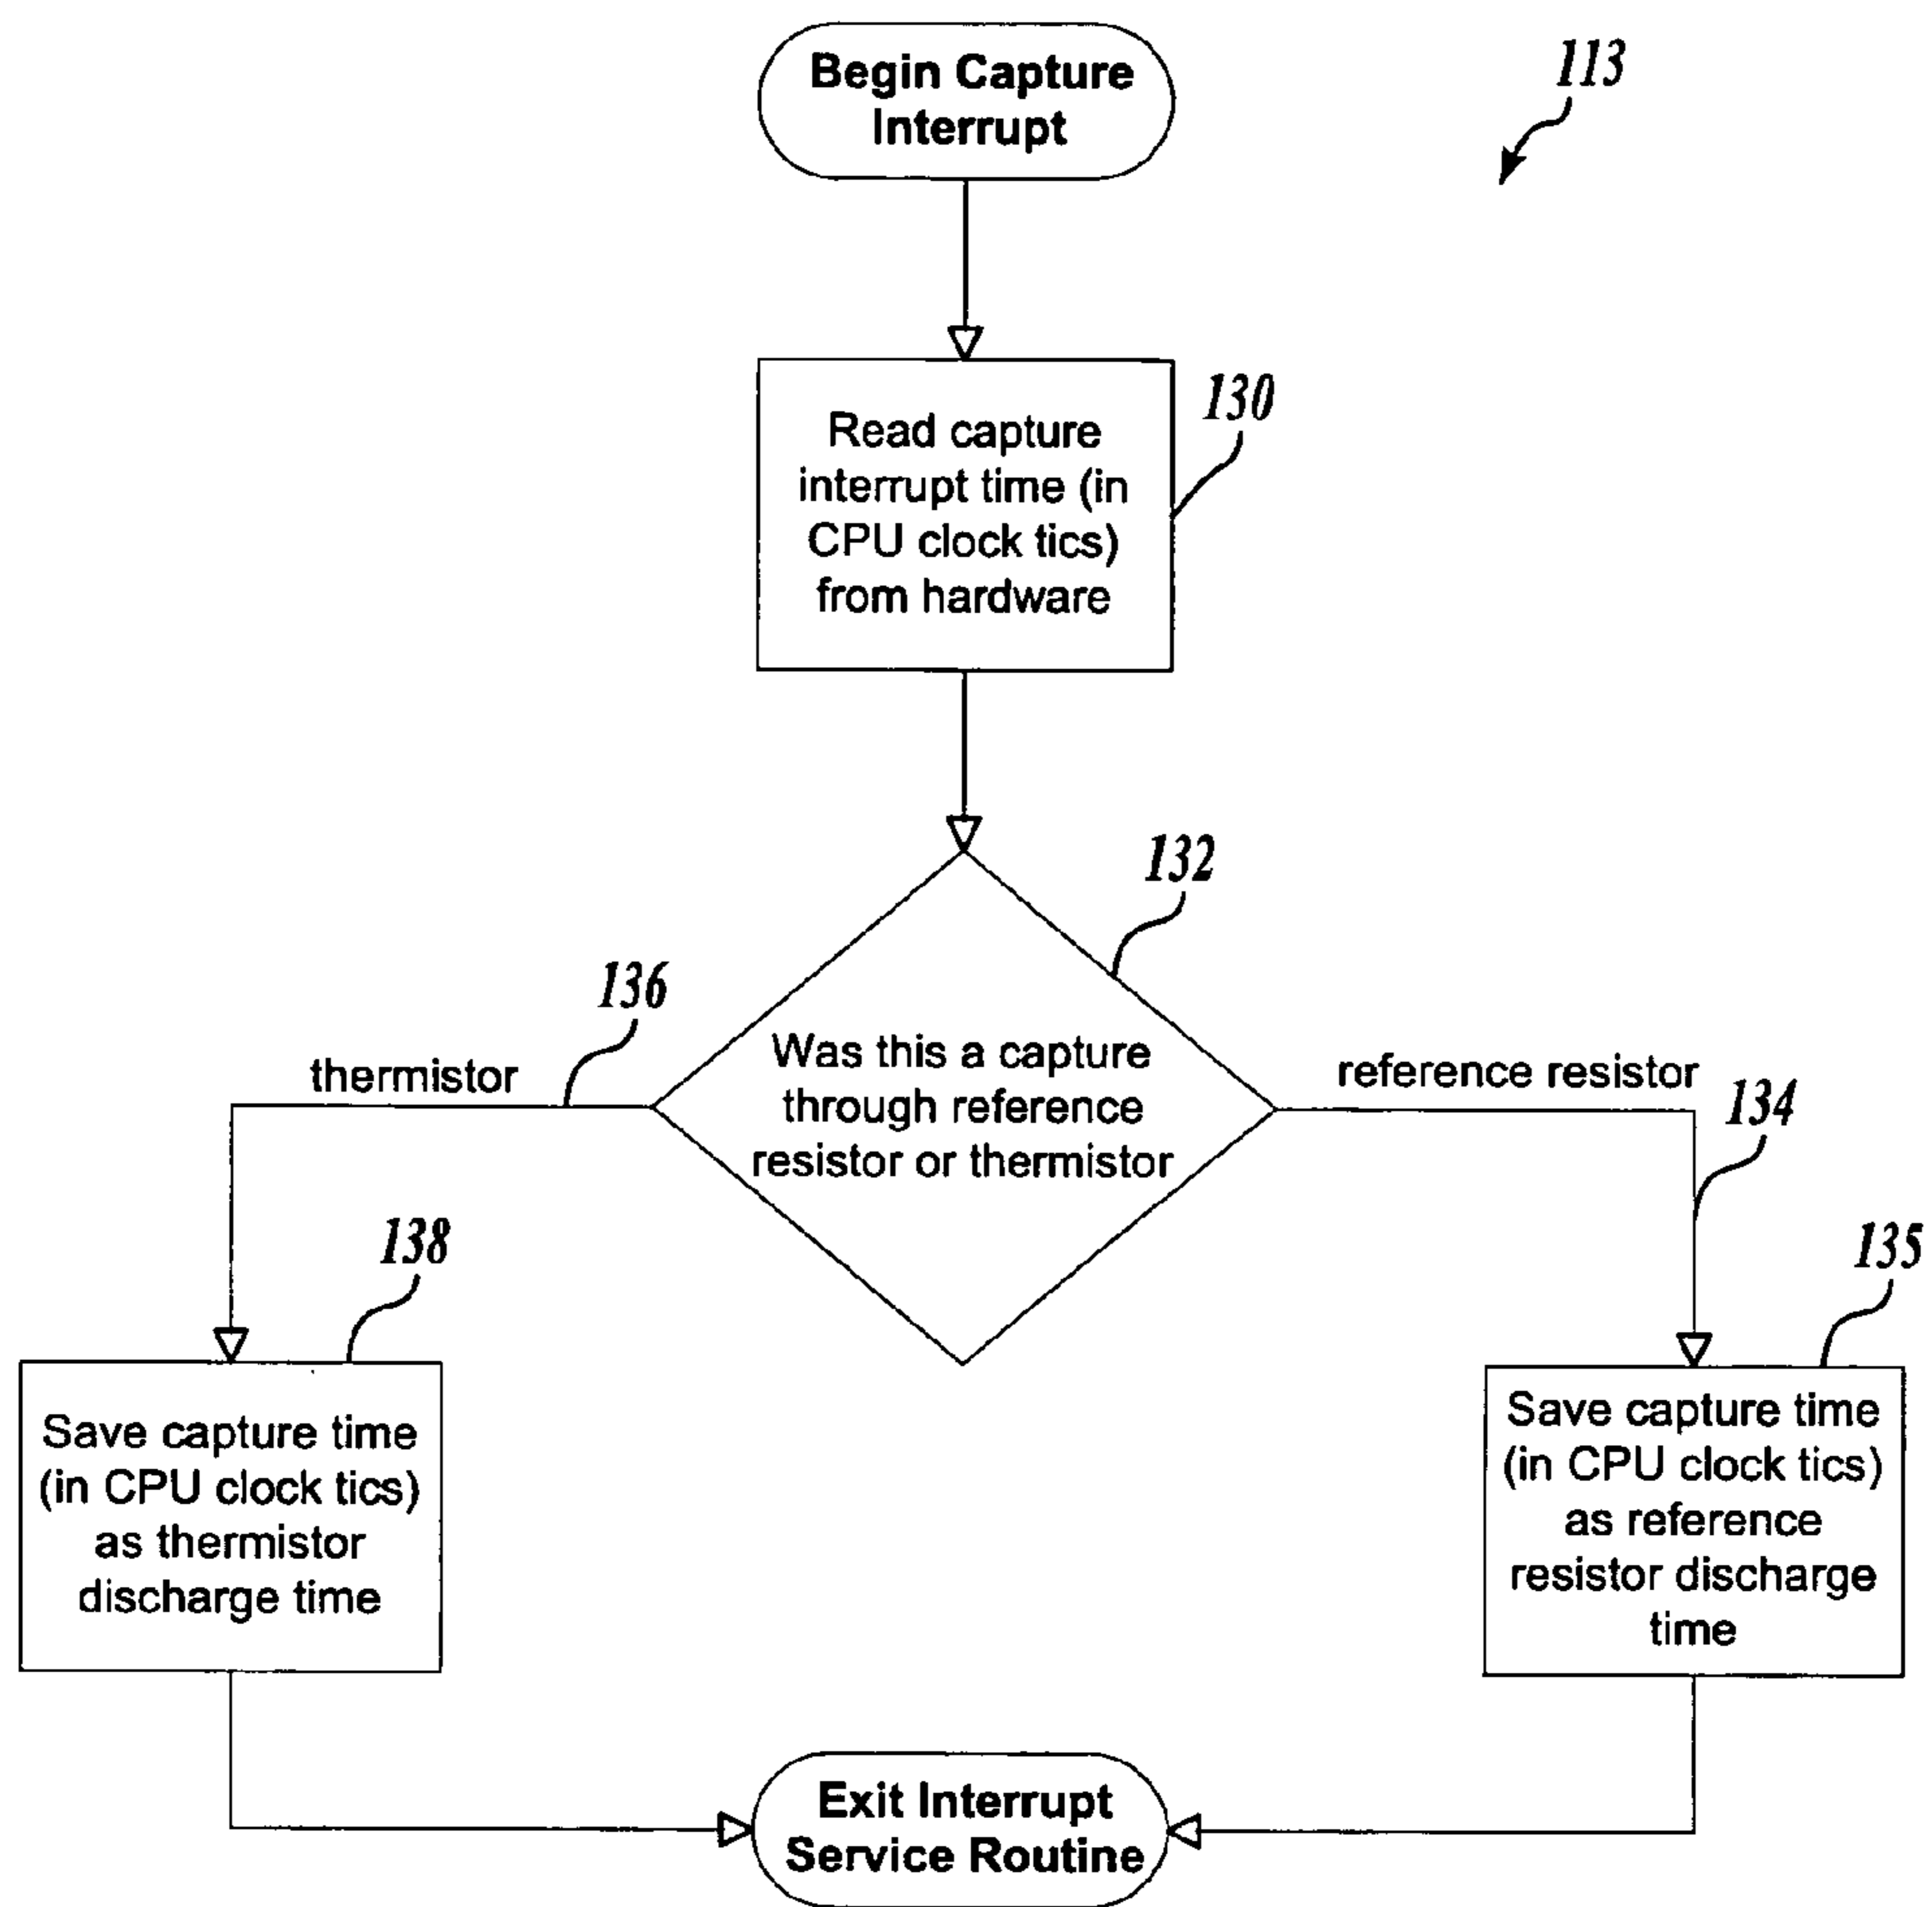 Begin Capture
Interrupt
113
Read capture
interrupt time (in
CPU clock tics)
from hardware
130
132
Was this a capture
through reference
resistor or thermistor
136
thermistor
reference resistor
134
138
135
Save capture time
(in CPU clock tics)
as thermistor
discharge time
Save capture time
(in CPU clock tics)
as reference
resistor discharge
time
Exit Interrupt
Service Routine